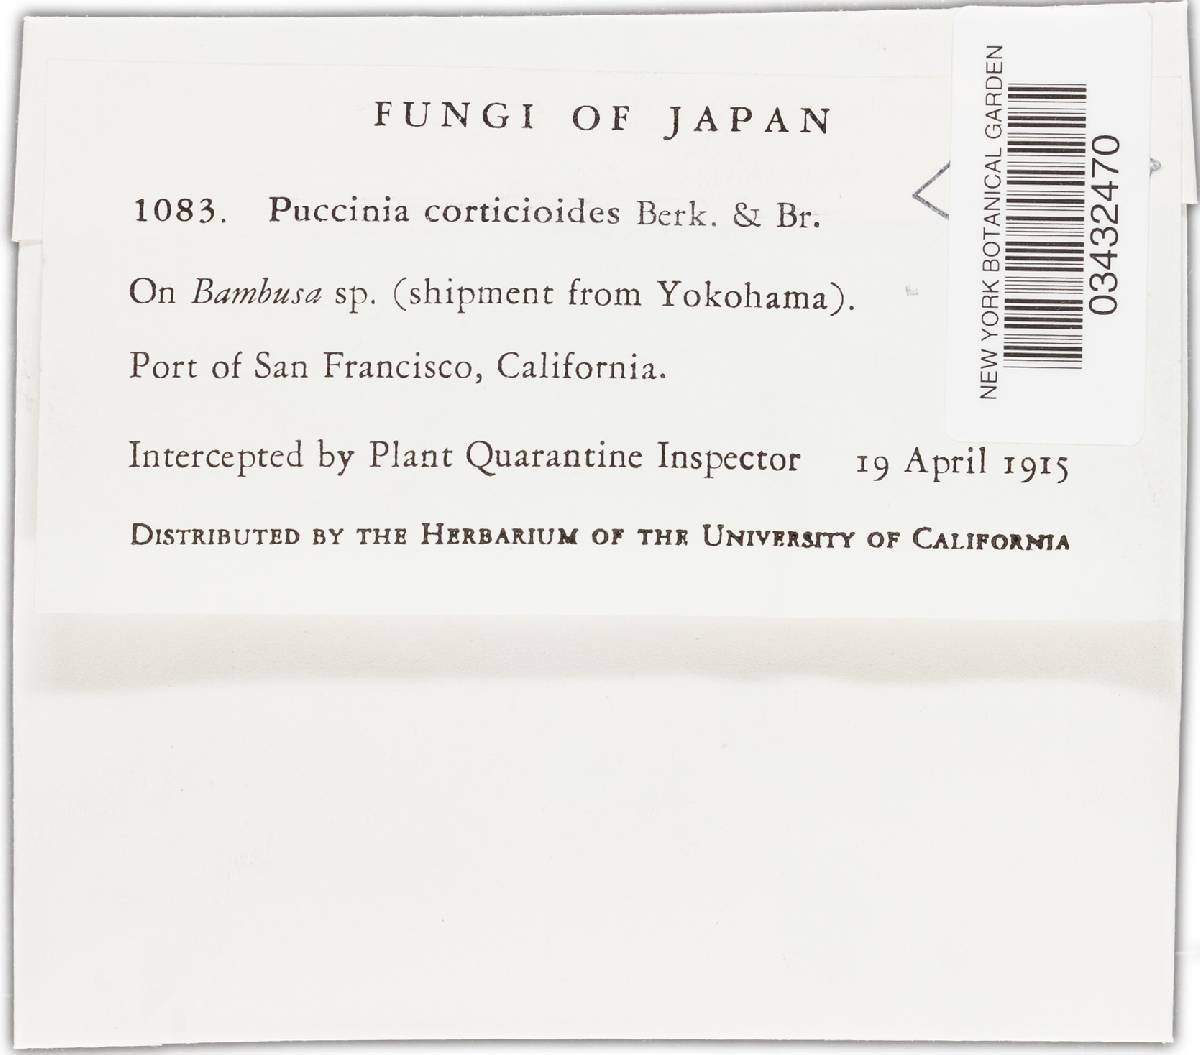 FUNGI OF JAPAN
1083. Puccinia corticioides Berk. & Br.
On Bambusa sp. (shipment from Yokohama).
Port of San Francisco, California.
Intercepted by Plant Quarantine Inspector 19 April 1915
DISTRIBUTED BY THE HERBARIUM OF THE UNIVERSITY OF CALIFORNIA
NEW YORK BOTANICAL GARDEN
03432470